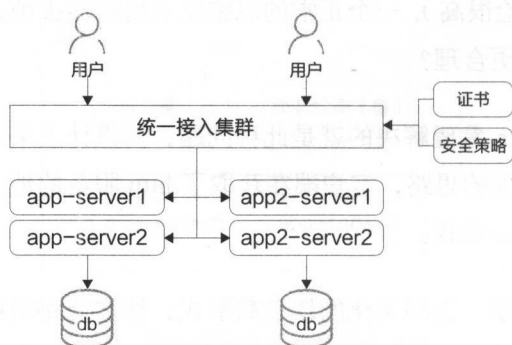 用户 用户
统一接入集群
证书
安全策略
app-server1 app2-server1
app-server2 app2-server2
db db